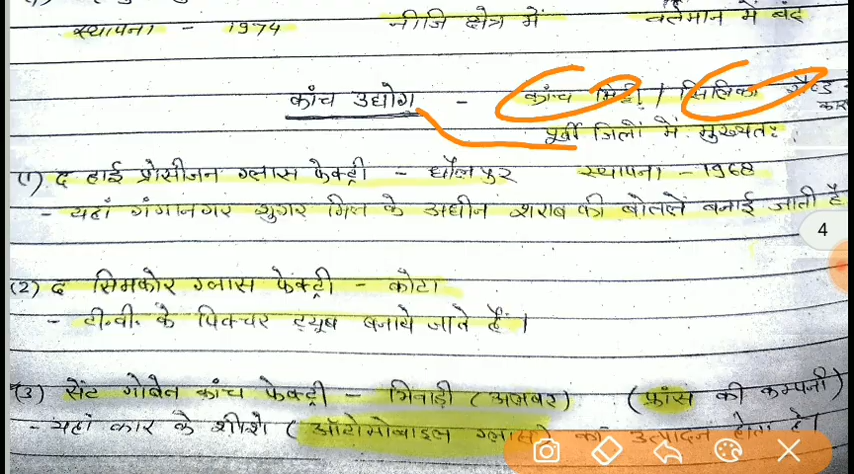 स्थापना - 1974 नीजि क्षेत्र में वर्तमान में बंद
कांच उद्योग - कांच मिट्टी / सिलिका
पूर्वी जिलों में मुख्यतः
(1) द हाई प्रोसीजन ग्लास फेक्ट्री - धौलपुर स्थापना - 1968
- यहां गंगानगर शुगर मिल के अधीन शराब की बोतलें बनाई जाती है
4
(2) द सिमकोर ग्लास फेक्ट्री - कोटा
- टी.वी. के पिक्चर ट्यूब बनाये जाते हैं।
(3) सेंट गोबेन कांच फेक्ट्री - भिवाड़ी (अलवर) (फ्रांस की कम्पनी)
- यहां कार के शीशे (ऑटोमोबाइल ग्लास) का उत्पादन होता है।